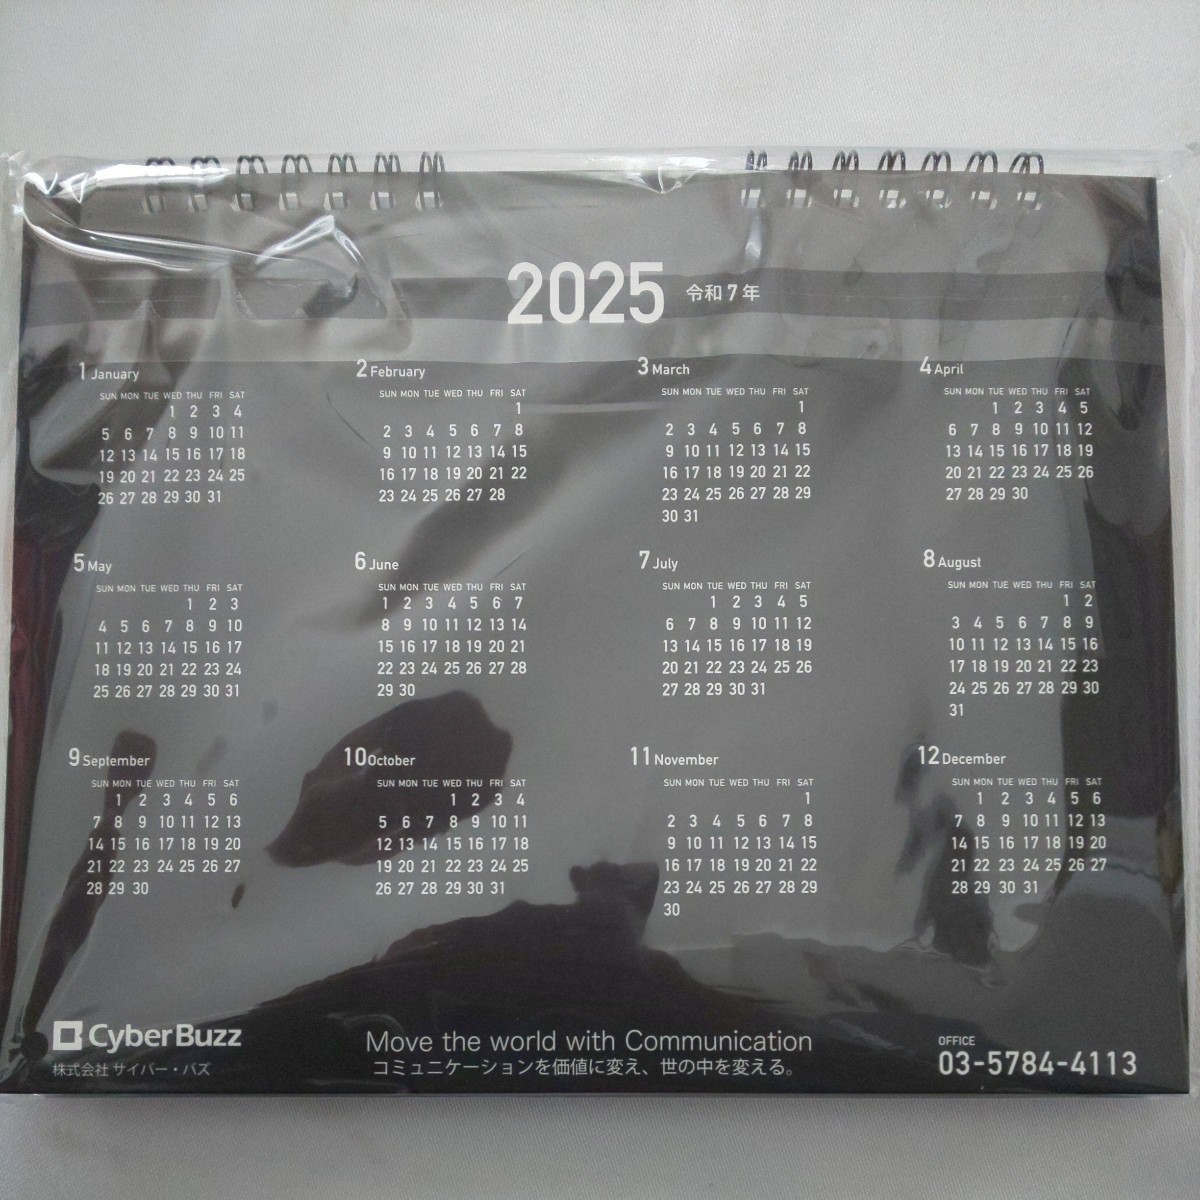 2025 令和7年
1 January
SUN MON TUE WED THU FRI SAT
1 2 3 4
5 6 7 8 9 10 11
12 13 14 15 16 17 18
19 20 21 22 23 24 25
26 27 28 29 30 31
2 February
SUN MON TUE WED THU FRI SAT
1
2 3 4 5 6 7 8
9 10 11 12 13 14 15
16 17 18 19 20 21 22
23 24 25 26 27 28
3 March
SUN MON TUE WED THU FRI SAT
1
2 3 4 5 6 7 8
9 10 11 12 13 14 15
16 17 18 19 20 21 22
23 24 25 26 27 28 29
30 31
4 April
SUN MON TUE WED THU FRI SAT
1 2 3 4 5
6 7 8 9 10 11 12
13 14 15 16 17 18 19
20 21 22 23 24 25 26
27 28 29 30
5 May
SUN MON TUE WED THU FRI SAT
1 2 3
4 5 6 7 8 9 10
11 12 13 14 15 16 17
18 19 20 21 22 23 24
25 26 27 28 29 30 31
6 June
SUN MON TUE WED THU FRI SAT
1 2 3 4 5 6 7
8 9 10 11 12 13 14
15 16 17 18 19 20 21
22 23 24 25 26 27 28
29 30
7 July
SUN MON TUE WED THU FRI SAT
1 2 3 4 5
6 7 8 9 10 11 12
13 14 15 16 17 18 19
20 21 22 23 24 25 26
27 28 29 30 31
8 August
SUN MON TUE WED THU FRI SAT
1 2
3 4 5 6 7 8 9
10 11 12 13 14 15 16
17 18 19 20 21 22 23
24 25 26 27 28 29 30
31
9 September
SUN MON TUE WED THU FRI SAT
1 2 3 4 5 6
7 8 9 10 11 12 13
14 15 16 17 18 19 20
21 22 23 24 25 26 27
28 29 30
10 October
SUN MON TUE WED THU FRI SAT
1 2 3 4
5 6 7 8 9 10 11
12 13 14 15 16 17 18
19 20 21 22 23 24 25
26 27 28 29 30 31
11 November
SUN MON TUE WED THU FRI SAT
1
2 3 4 5 6 7 8
9 10 11 12 13 14 15
16 17 18 19 20 21 22
23 24 25 26 27 28 29
30
12 December
SUN MON TUE WED THU FRI SAT
1 2 3 4 5 6
7 8 9 10 11 12 13
14 15 16 17 18 19 20
21 22 23 24 25 26 27
28 29 30 31
CyberBuzz
株式会社 サイバー・バズ
Move the world with Communication
コミュニケーションを価値に変え、世の中を変える。
OFFICE
03-5784-4113